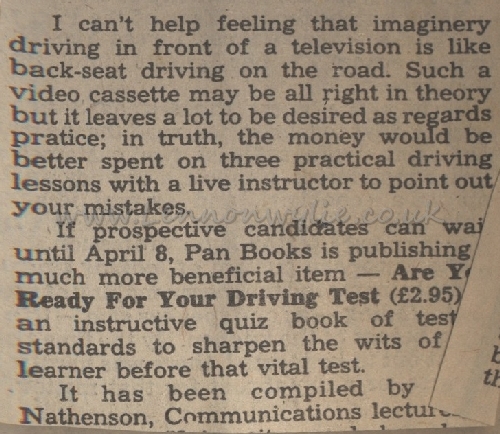 I can't help feeling that imaginery
driving in front of a television is like
back-seat driving on the road. Such a
video cassette may be all right in theory
but it leaves a lot to be desired as regards
pratice; in truth, the money would be
better spent on three practical driving
lessons with a live instructor to point out
your mistakes.
If prospective candidates can wai
until April 8, Pan Books is publishing
much more beneficial item — Are Yo
Ready For Your Driving Test (£2.95)
an instructive quiz book of test
standards to sharpen the wits of
learner before that vital test.
It has been compiled by
Nathenson, Communications lectur
th